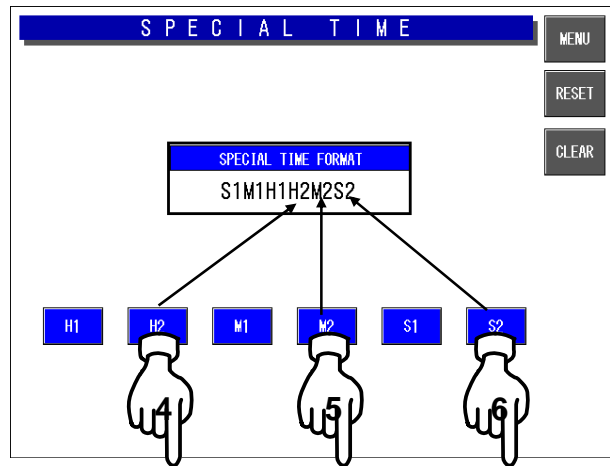 SPECIAL TIME
MENU
RESET
CLEAR
SPECIAL TIME FORMAT
S1M1H1H2M2S2
H1 H2 M1 M2 S1 S2
4 5 6